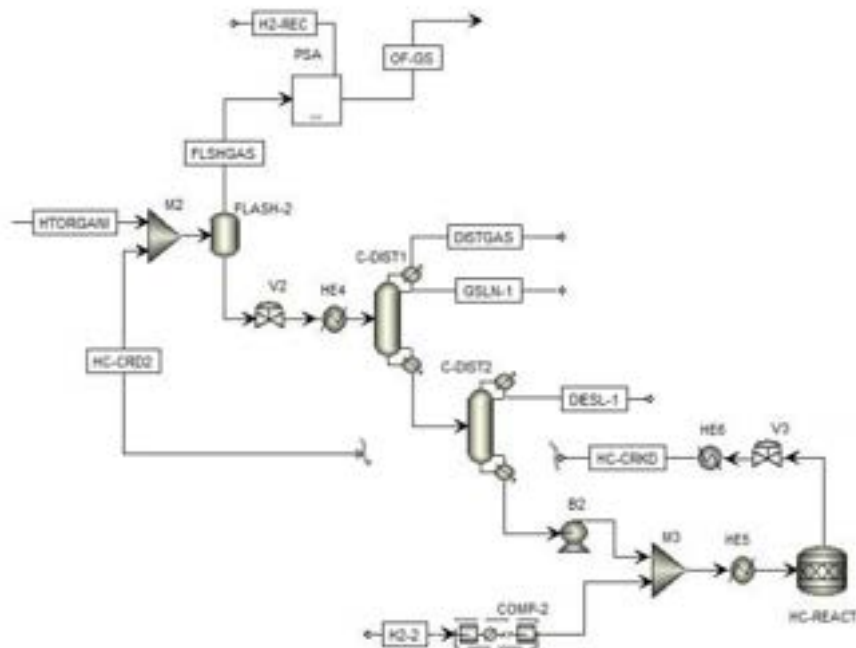 H2-REC
PSA
OF-GS
FLSHGAS
M2
FLASH-2
HTORGANI
DISTGAS
C-DIST1
V2
HE4
GSLN-1
HC-CRD2
C-DIST2
DIESL-1
HE6
V3
HC-CRKD
B2
M3
HE5
COMP-2
H2-2
HC-REACT